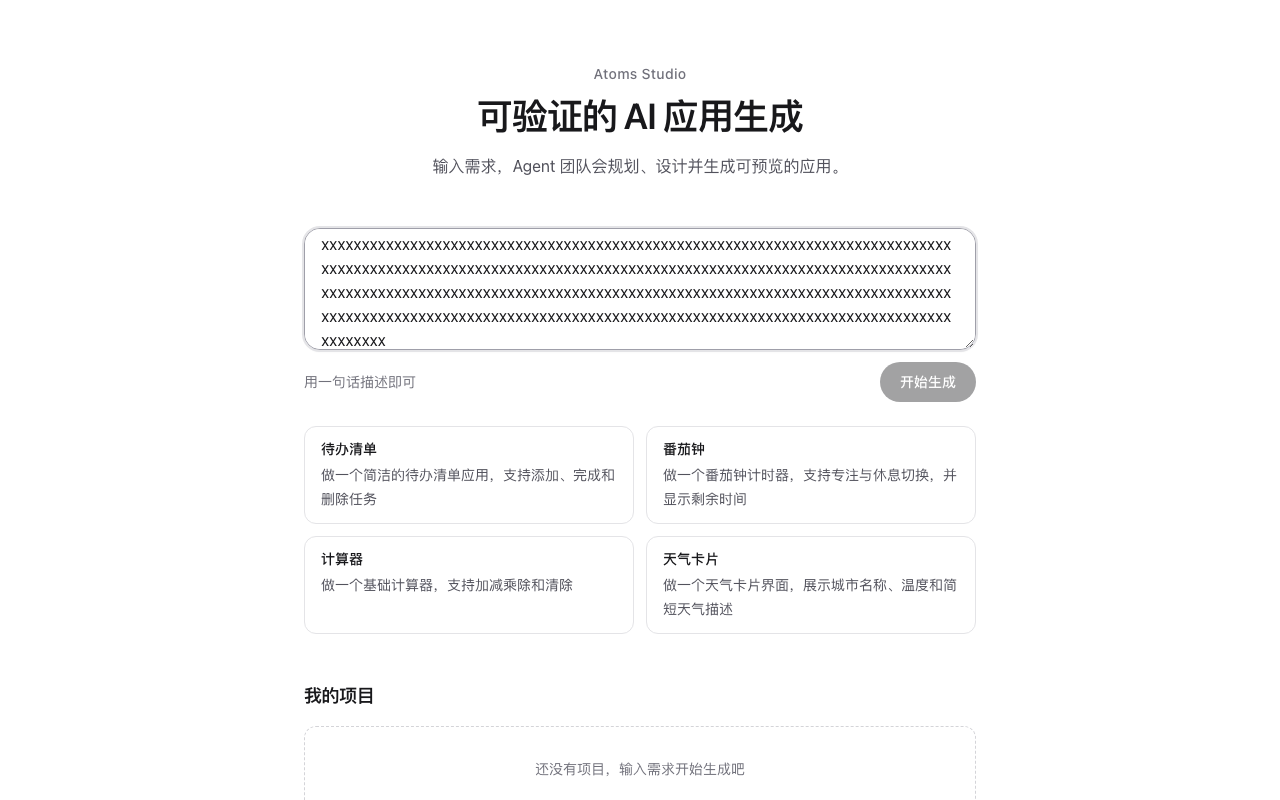 Atoms Studio
可验证的 AI 应用生成
输入需求，Agent 团队会规划、设计并生成可预览的应用。
xxxxxxxxxxxxxxxxxxxxxxxxxxxxxxxxxxxxxxxxxxxxxxxxxxxxxxxxxxxxxxxxxxxxxxxxxxxxxx
xxxxxxxxxxxxxxxxxxxxxxxxxxxxxxxxxxxxxxxxxxxxxxxxxxxxxxxxxxxxxxxxxxxxxxxxxxxxxx
xxxxxxxxxxxxxxxxxxxxxxxxxxxxxxxxxxxxxxxxxxxxxxxxxxxxxxxxxxxxxxxxxxxxxxxxxxxxxx
xxxxxxxxxxxxxxxxxxxxxxxxxxxxxxxxxxxxxxxxxxxxxxxxxxxxxxxxxxxxxxxxxxxxxxxxxxxxxx
xxxxxxxx
用一句话描述即可
开始生成
待办清单
做一个简洁的待办清单应用，支持添加、完成和
删除任务
番茄钟
做一个番茄钟计时器，支持专注与休息切换，并
显示剩余时间
计算器
做一个基础计算器，支持加减乘除和清除
天气卡片
做一个天气卡片界面，展示城市名称、温度和简
短天气描述
我的项目
还没有项目，输入需求开始生成吧